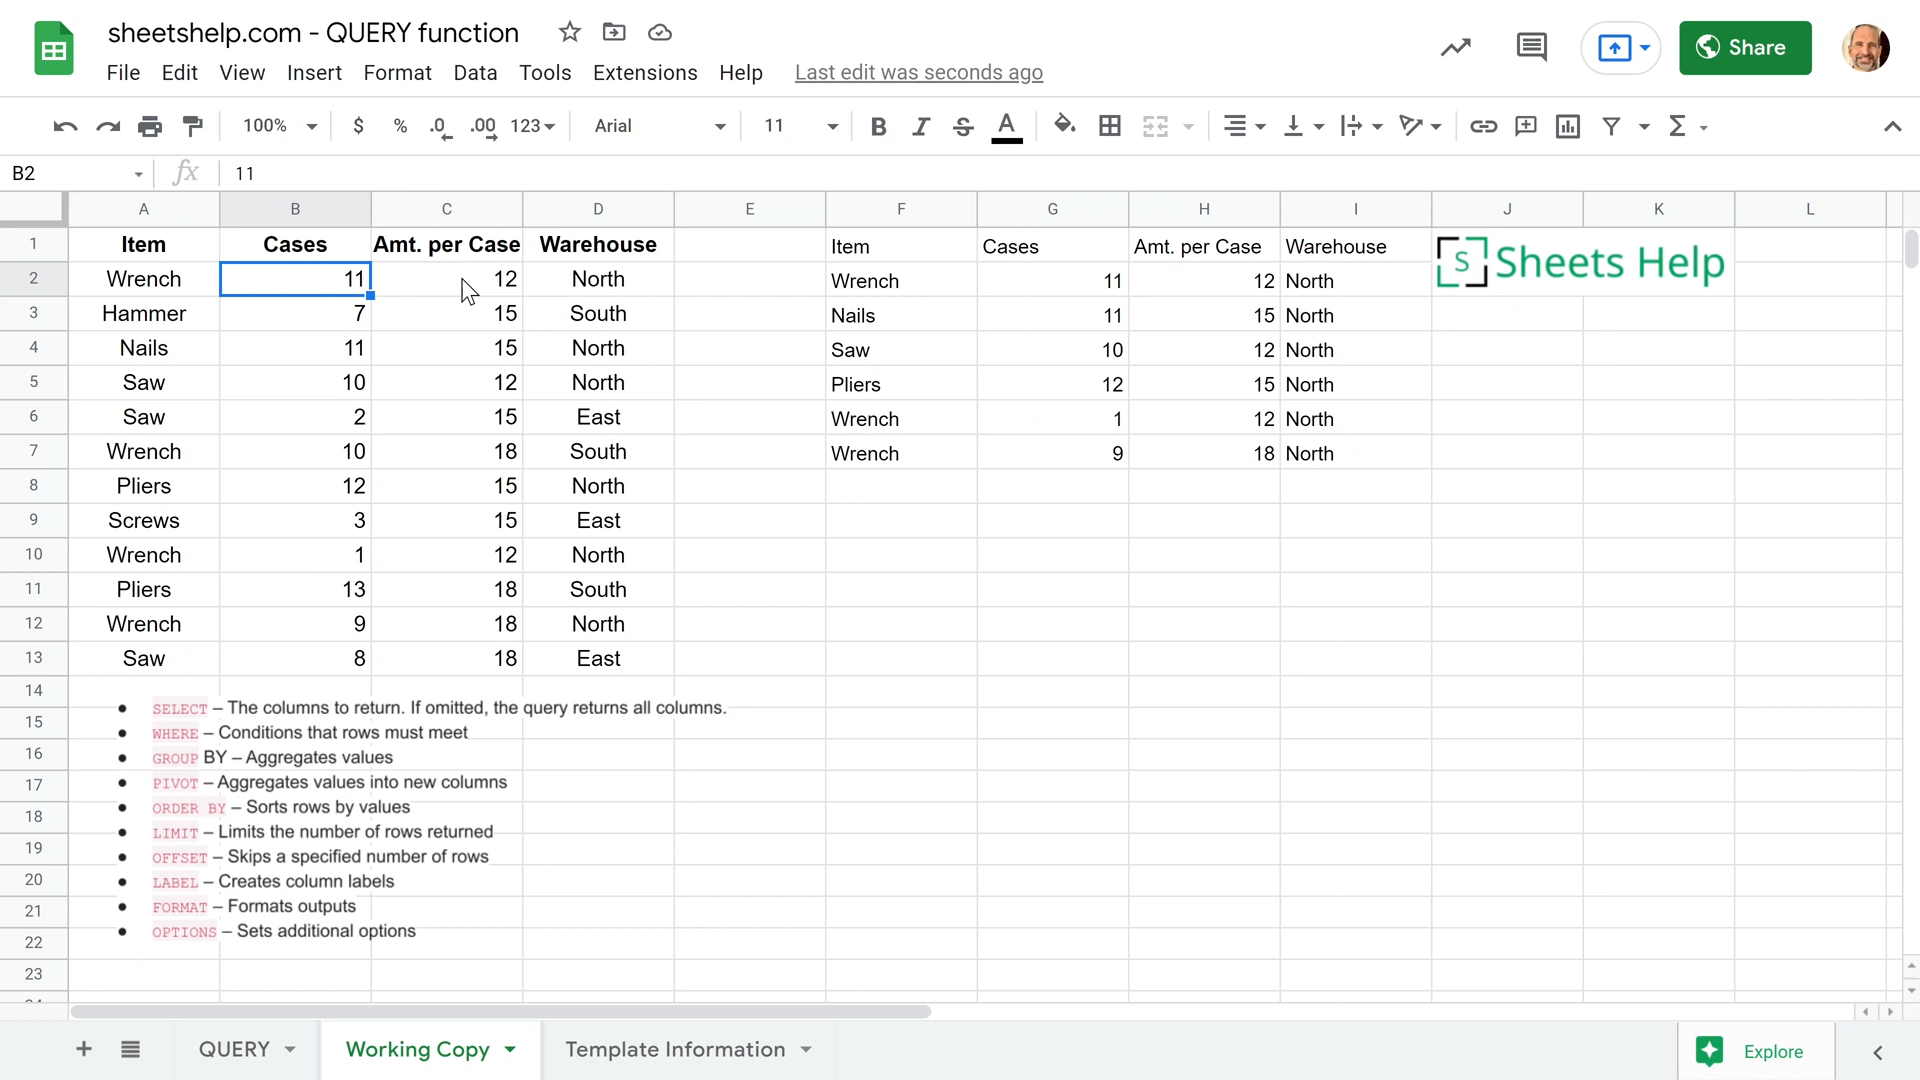 sheetshelp.com - QUERY function
File Edit View Insert Format Data Tools Extensions Help Last edit was seconds ago
Share
100% $ % .0 .00 123 Arial 11 B I S A Σ
B2 fx 11
A B C D E F G H I J K L
1 Item Cases Amt. per Case Warehouse Item Cases Amt. per Case Warehouse S Sheets Help
2 Wrench 11 12 North Wrench 11 12 North
3 Hammer 7 15 South Nails 11 15 North
4 Nails 11 15 North Saw 10 12 North
5 Saw 10 12 North Pliers 12 15 North
6 Saw 2 15 East Wrench 1 12 North
7 Wrench 10 18 South Wrench 9 18 North
8 Pliers 12 15 North
9 Screws 3 15 East
10 Wrench 1 12 North
11 Pliers 13 18 South
12 Wrench 9 18 North
13 Saw 8 18 East
14
15
16
17
18
19
20
21
22
23
• SELECT – The columns to return. If omitted, the query returns all columns.
• WHERE – Conditions that rows must meet
• GROUP BY – Aggregates values
• PIVOT – Aggregates values into new columns
• ORDER BY – Sorts rows by values
• LIMIT – Limits the number of rows returned
• OFFSET – Skips a specified number of rows
• LABEL – Creates column labels
• FORMAT – Formats outputs
• OPTIONS – Sets additional options
QUERY Working Copy Template Information Explore